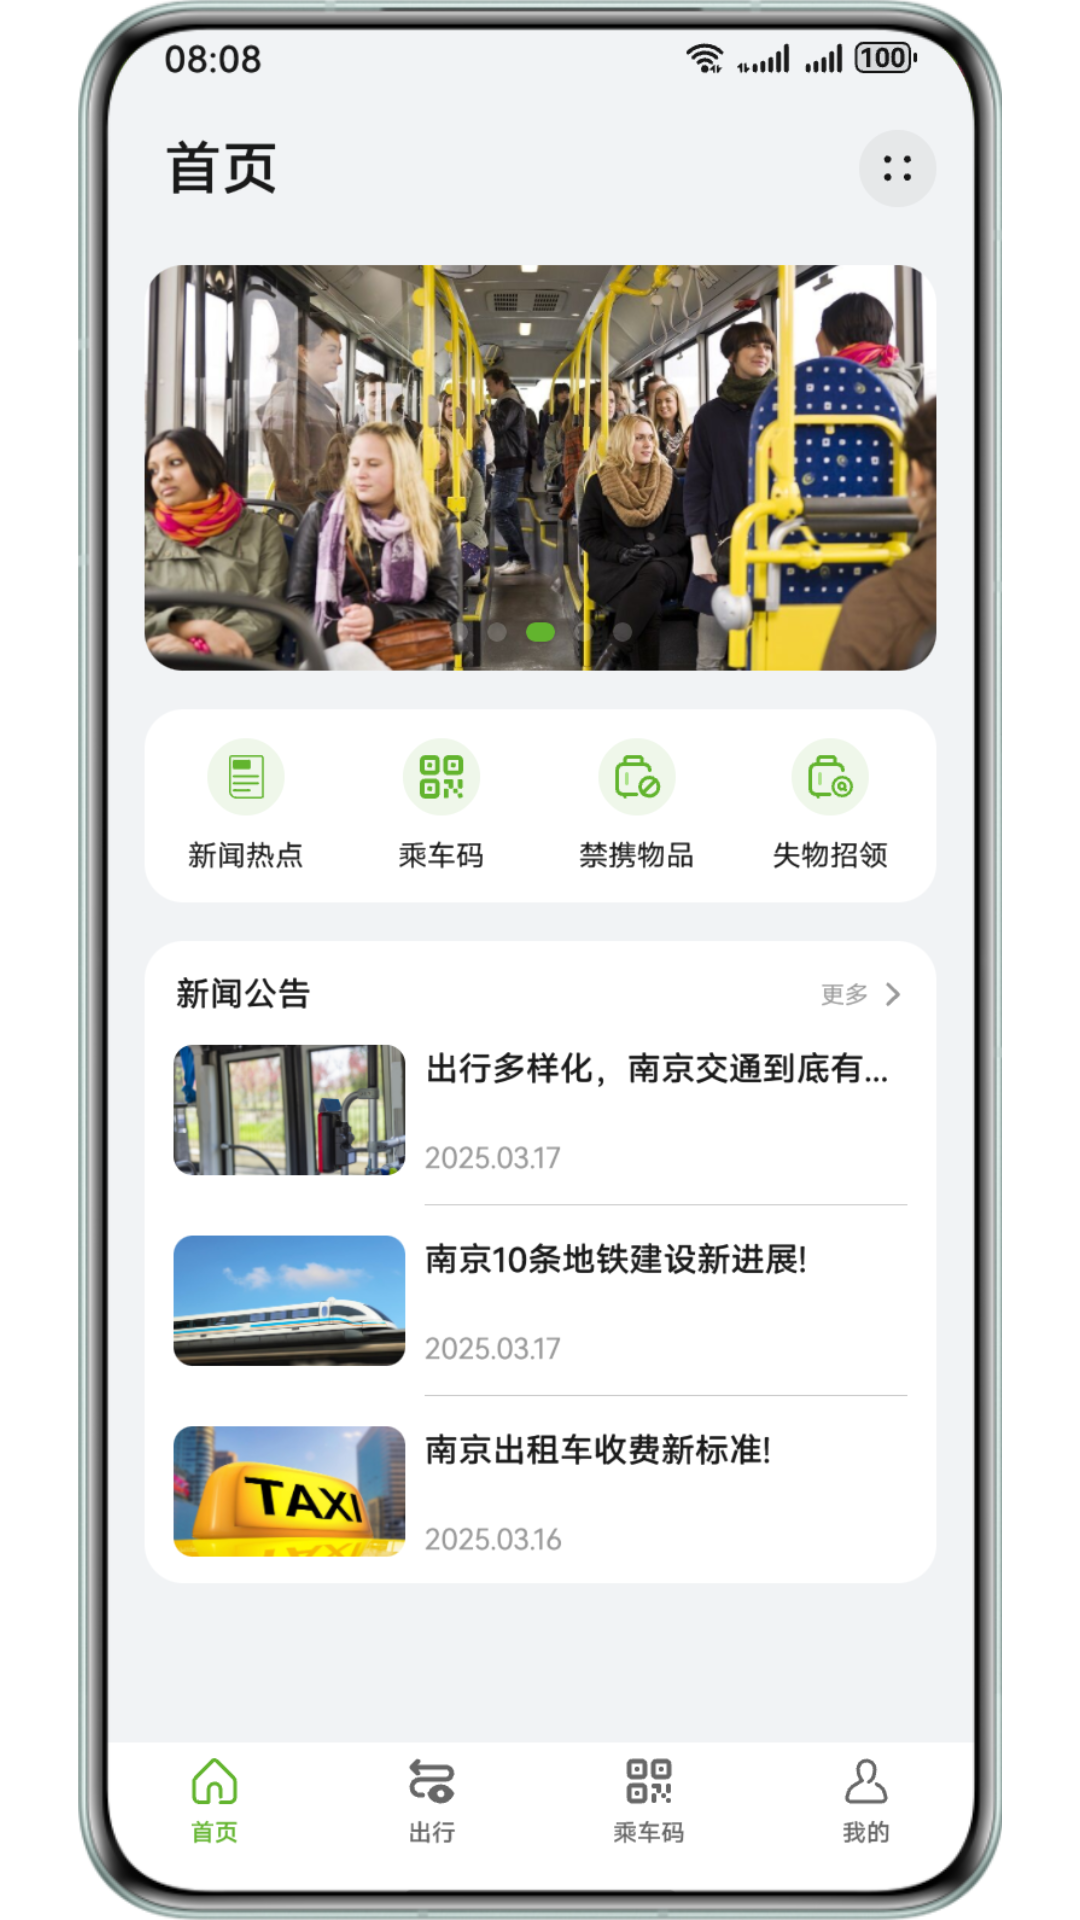 08:08
100
首页
新闻热点
乘车码
禁携物品
失物招领
新闻公告
更多
出行多样化，南京交通到底有...
2025.03.17
南京10条地铁建设新进展!
2025.03.17
TAXI
南京出租车收费新标准!
2025.03.16
首页
出行
乘车码
我的